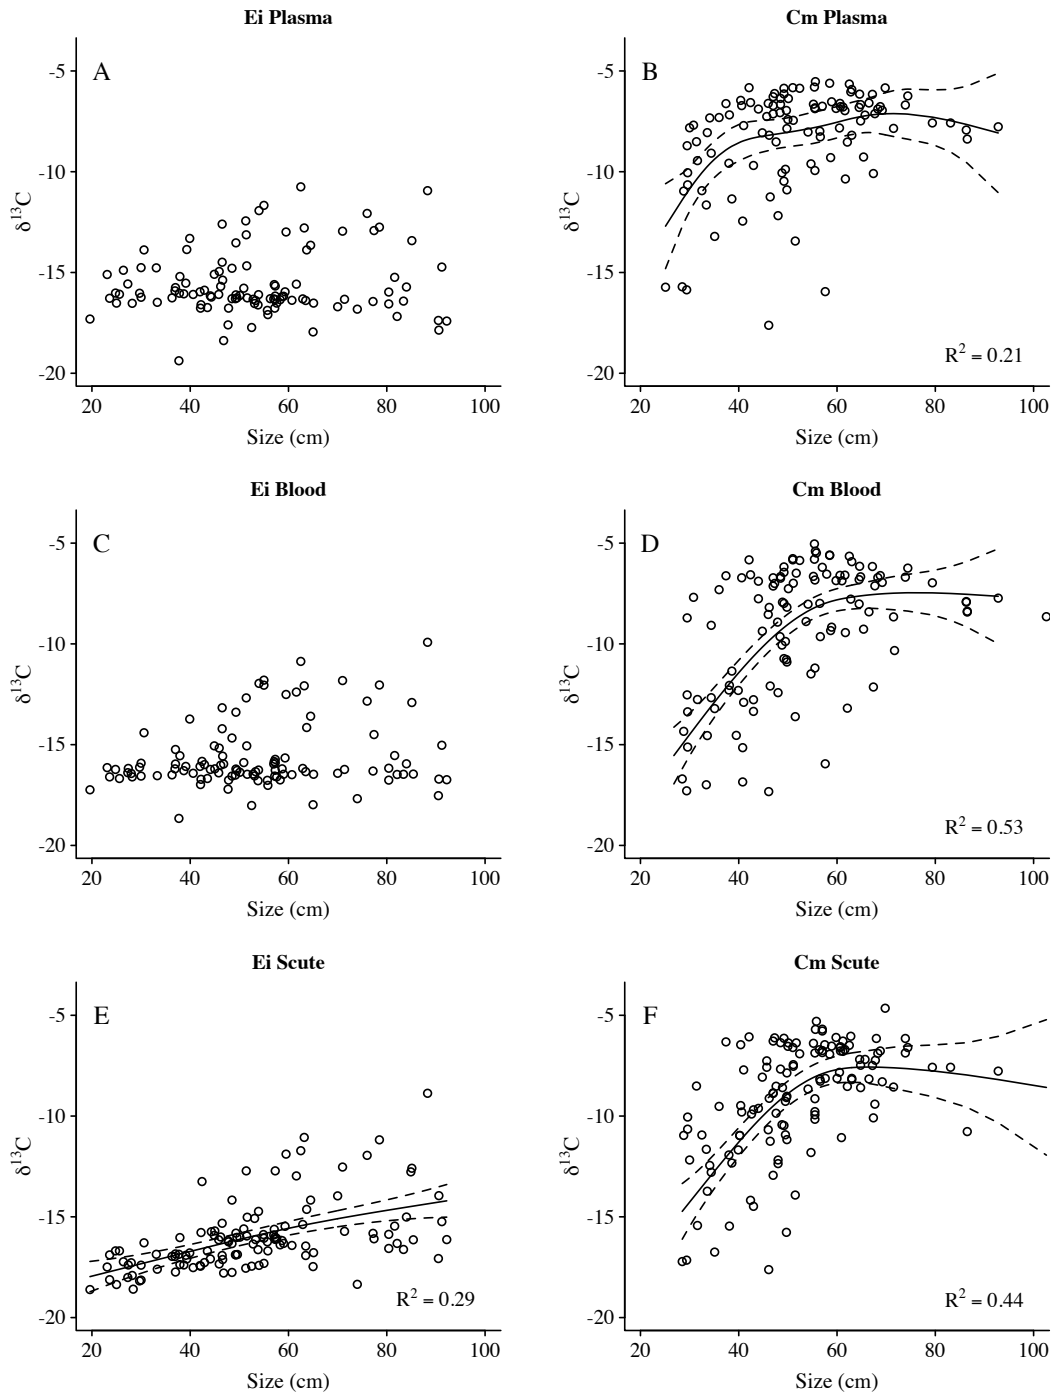 Ei Plasma
A
δ13C
-5
-10
-15
-20
20 40 60 80 100
Size (cm)
Cm Plasma
B
δ13C
-5
-10
-15
-20
R2 = 0.21
20 40 60 80 100
Size (cm)
Ei Blood
C
δ13C
-5
-10
-15
-20
20 40 60 80 100
Size (cm)
Cm Blood
D
δ13C
-5
-10
-15
-20
R2 = 0.53
20 40 60 80 100
Size (cm)
Ei Scute
E
δ13C
-5
-10
-15
-20
R2 = 0.29
20 40 60 80 100
Size (cm)
Cm Scute
F
δ13C
-5
-10
-15
-20
R2 = 0.44
20 40 60 80 100
Size (cm)